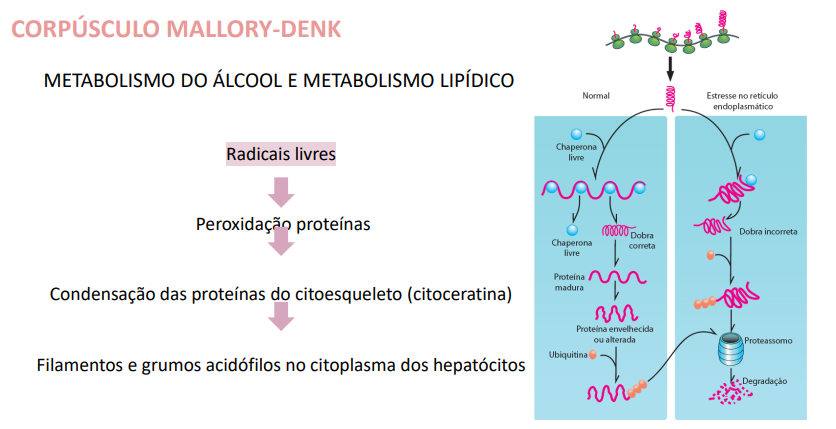 CORPÚSCULO MALLORY-DENK
METABOLISMO DO ÁLCOOL E METABOLISMO LIPÍDICO
Radicais livres
Peroxidação proteínas
Condensação das proteínas do citoesqueleto (citoceratina)
Filamentos e grumos acidófilos no citoplasma dos hepatócitos
Normal
Estresse no retículo
endoplasmático
Chaperona
livre
Chaperona
livre
Dobra
correta
Dobra incorreta
Proteína
madura
Proteína envelhecida
ou alterada
Ubiquitina
Proteassomo
Degradação